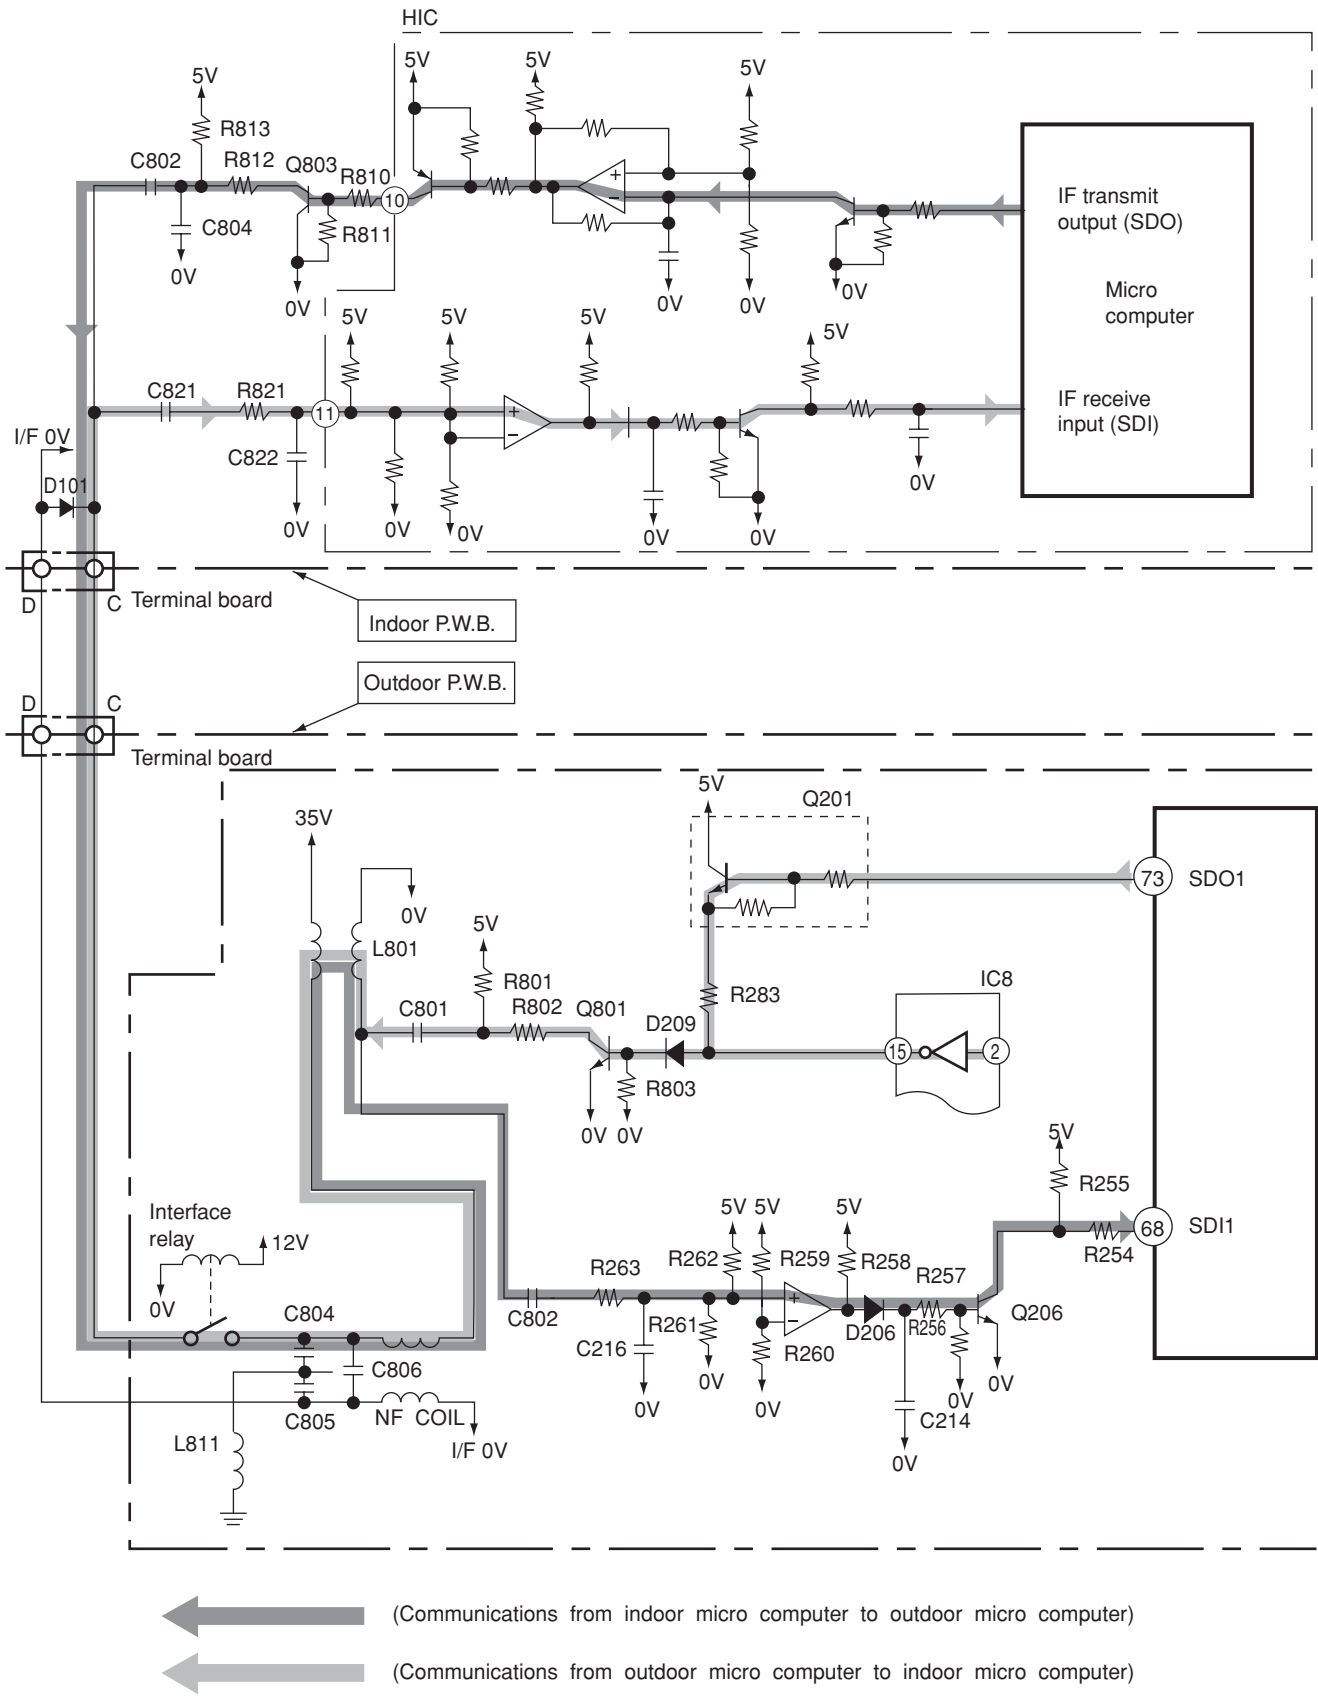 HIC
5V
5V
5V
5V
R813
C802
R812
Q803
R810
10
R811
C804
0V
0V
+
−
0V
0V
0V
IF transmit
output (SDO)
Micro
computer
IF receive
input (SDI)
5V
5V
5V
5V
C821
R821
11
C822
+
−
0V
0V
0V
0V
0V
0V
I/F 0V
D101
D
C
Terminal board
Indoor P.W.B.
Outdoor P.W.B.
D
C
Terminal board
35V
0V
L801
5V
Q201
73
SDO1
5V
R801
C801
R802
Q801
D209
R283
IC8
15
2
R803
0V
0V
5V
R255
68
SDI1
R254
Interface
relay
12V
0V
5V
5V
5V
R262
R259
R258
R263
R257
C802
+
−
R261
C216
R260
D206
R256
Q206
0V
0V
0V
0V
0V
C214
0V
C804
C806
C805
NF COIL
I/F 0V
L811
(Communications from indoor micro computer to outdoor micro computer)
(Communications from outdoor micro computer to indoor micro computer)